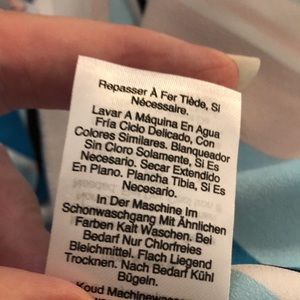 Repasser À Fer Tiède, Si
Nécessaire.
Lavar A Máquina En Agua
Fría Ciclo Delicado, Con
Colores Similares. Blanqueador
Sin Cloro Solamente, Si Es
Necesario. Secar Extendido
En Plano. Plancha Tibia, Si Es
Necesario.
In Der Maschine Im
Schonwaschgang Mit Ähnlichen
Farben Kalt Waschen. Bei
Bedarf Nur Chlorfreies
Bleichmittel. Flach Liegend
Trocknen. Nach Bedarf Kühl
Bügeln.
Koud Machinewas